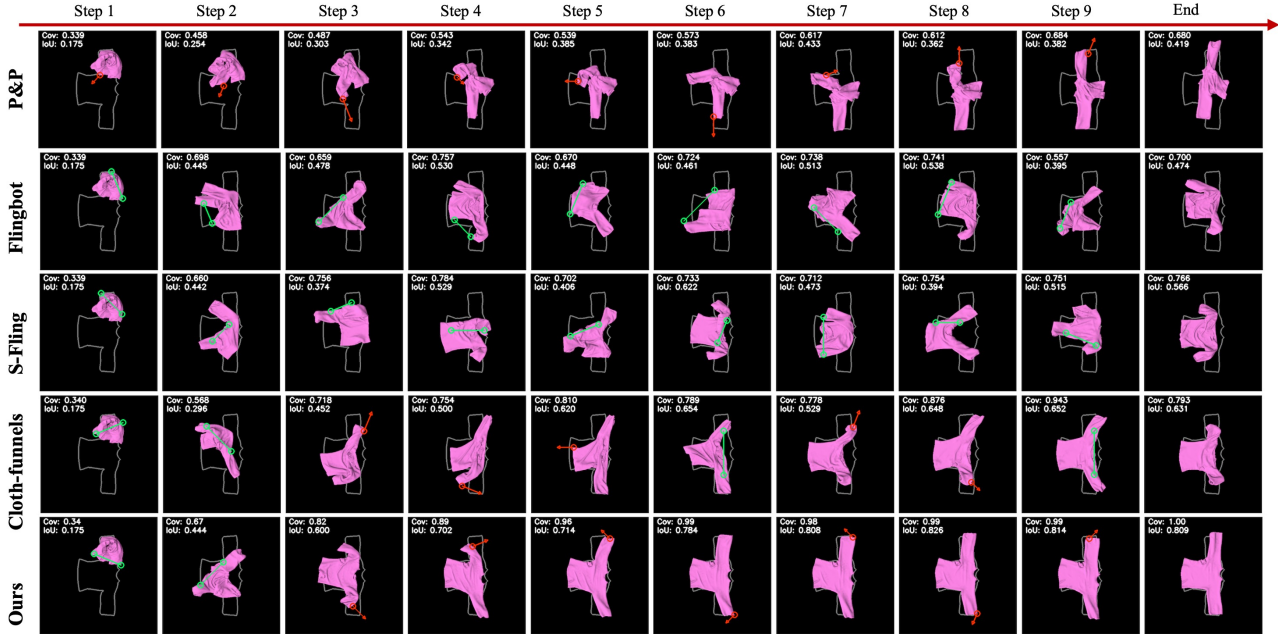 Step 1 Step 2 Step 3 Step 4 Step 5 Step 6 Step 7 Step 8 Step 9 End
P&P
Cov: 0.339 Cov: 0.458 Cov: 0.487 Cov: 0.543 Cov: 0.539 Cov: 0.573 Cov: 0.617 Cov: 0.612 Cov: 0.684 Cov: 0.680
IoU: 0.175 IoU: 0.254 IoU: 0.303 IoU: 0.342 IoU: 0.385 IoU: 0.383 IoU: 0.433 IoU: 0.362 IoU: 0.382 IoU: 0.419
Flingbot
Cov: 0.339 Cov: 0.698 Cov: 0.659 Cov: 0.757 Cov: 0.670 Cov: 0.724 Cov: 0.738 Cov: 0.741 Cov: 0.557 Cov: 0.700
IoU: 0.175 IoU: 0.445 IoU: 0.478 IoU: 0.530 IoU: 0.448 IoU: 0.461 IoU: 0.513 IoU: 0.538 IoU: 0.395 IoU: 0.474
S-Fling
Cov: 0.339 Cov: 0.660 Cov: 0.756 Cov: 0.784 Cov: 0.702 Cov: 0.733 Cov: 0.712 Cov: 0.754 Cov: 0.751 Cov: 0.766
IoU: 0.175 IoU: 0.442 IoU: 0.374 IoU: 0.529 IoU: 0.406 IoU: 0.622 IoU: 0.473 IoU: 0.394 IoU: 0.515 IoU: 0.566
Cloth-funnels
Cov: 0.340 Cov: 0.568 Cov: 0.718 Cov: 0.754 Cov: 0.810 Cov: 0.789 Cov: 0.778 Cov: 0.876 Cov: 0.943 Cov: 0.793
IoU: 0.175 IoU: 0.296 IoU: 0.452 IoU: 0.500 IoU: 0.620 IoU: 0.654 IoU: 0.529 IoU: 0.648 IoU: 0.652 IoU: 0.631
Ours
Cov: 0.34 Cov: 0.67 Cov: 0.82 Cov: 0.89 Cov: 0.96 Cov: 0.99 Cov: 0.98 Cov: 0.99 Cov: 0.99 Cov: 1.00
IoU: 0.175 IoU: 0.444 IoU: 0.600 IoU: 0.702 IoU: 0.714 IoU: 0.784 IoU: 0.808 IoU: 0.826 IoU: 0.814 IoU: 0.809